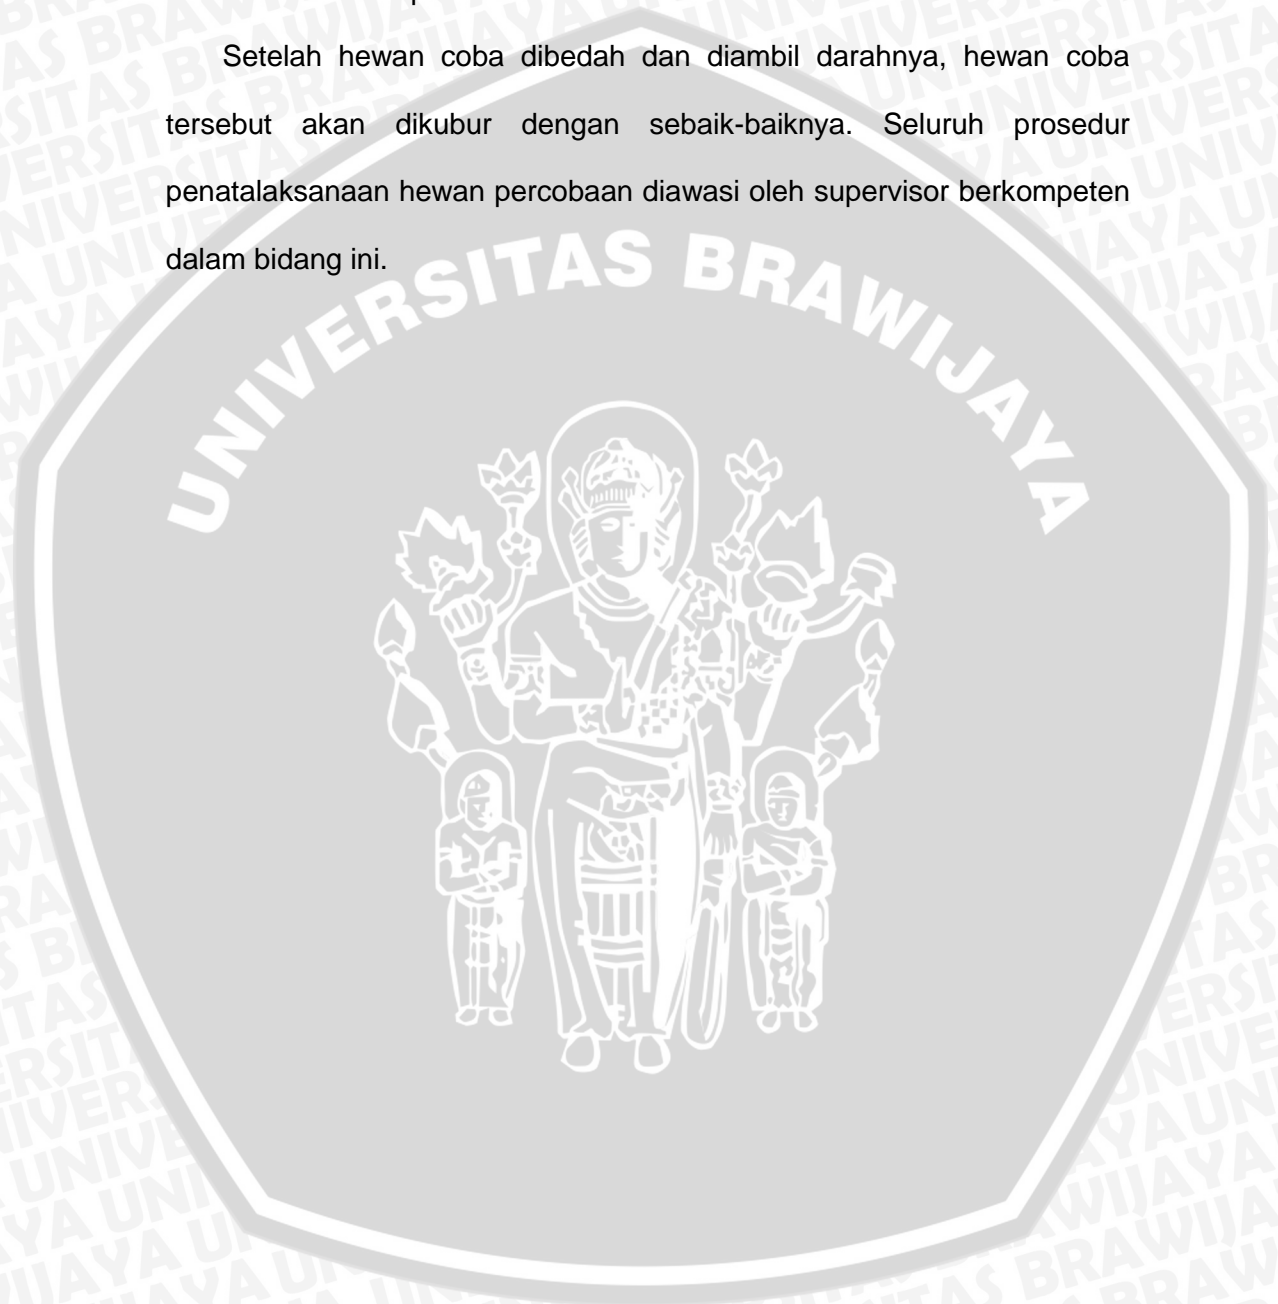 Setelah hewan coba dibedah dan diambil darahnya, hewan coba
tersebut akan dikubur dengan sebaik-baiknya. Seluruh prosedur
penatalaksanaan hewan percobaan diawasi oleh supervisor berkompeten
dalam bidang ini.
UNIVERSITAS BRAWIJAYA